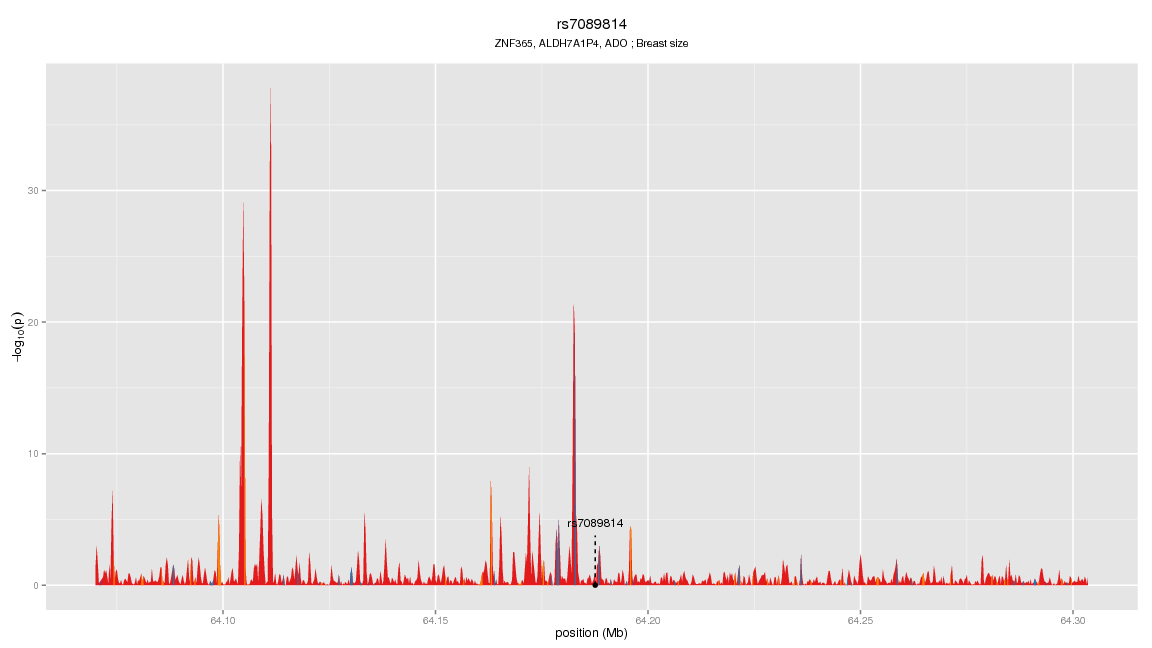 rs7089814
ZNF365, ALDH7A1P4, ADO ; Breast size
30
20
10
0
−log10(p)
rs7089814
64.10 64.15 64.20 64.25 64.30
position (Mb)